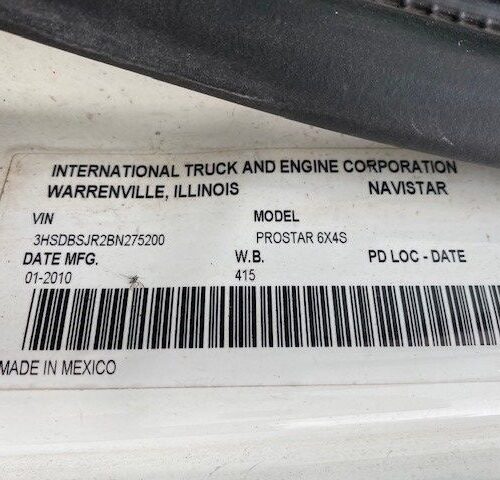 INTERNATIONAL TRUCK AND ENGINE CORPORATION
WARRENVILLE, ILLINOIS NAVISTAR
VIN MODEL
3HSDBSJR2BN275200 PROSTAR 6X4S
DATE MFG. W.B. PD LOC - DATE
01-2010 415
MADE IN MEXICO